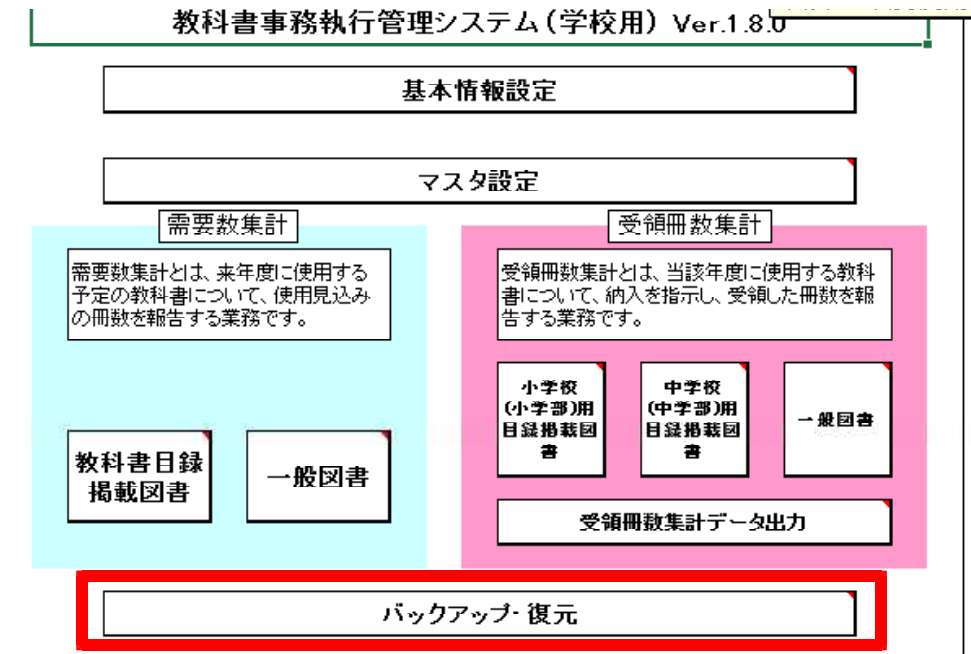 教科書事務執行管理システム(学校用) Ver.1.8.0
基本情報設定
マスタ設定
需要数集計
需要数集計とは、来年度に使用する
予定の教科書について、使用見込み
の冊数を報告する業務です。
教科書目録
掲載図書
一般図書
受領冊数集計
受領冊数集計とは、当該年度に使用する教科
書について、納入を指示し、受領した冊数を報
告する業務です。
小学校
(小学部)用
目録掲載図
書
中学校
(中学部)用
目録掲載図
書
一般図書
受領冊数集計データ出力
バックアップ・復元